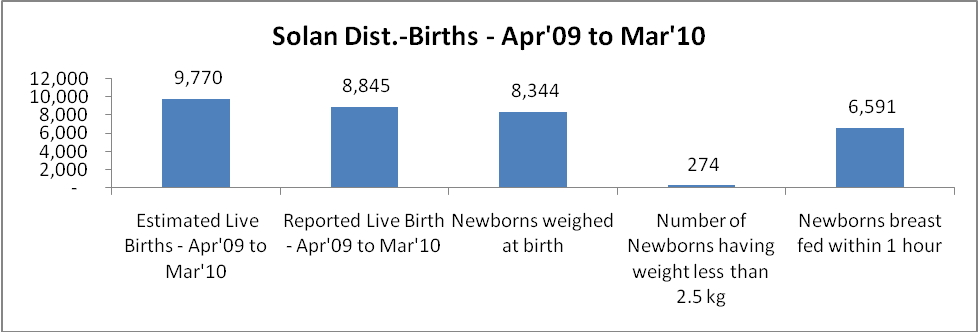 Solan Dist.-Births - Apr'09 to Mar'10
12,000
10,000
8,000
6,000
4,000
2,000
-
9,770
8,845
8,344
274
6,591
Estimated Live
Births - Apr'09 to
Mar'10
Reported Live Birth
- Apr'09 to Mar'10
Newborns weighed
at birth
Number of
Newborns having
weight less than
2.5 kg
Newborns breast
fed within 1 hour